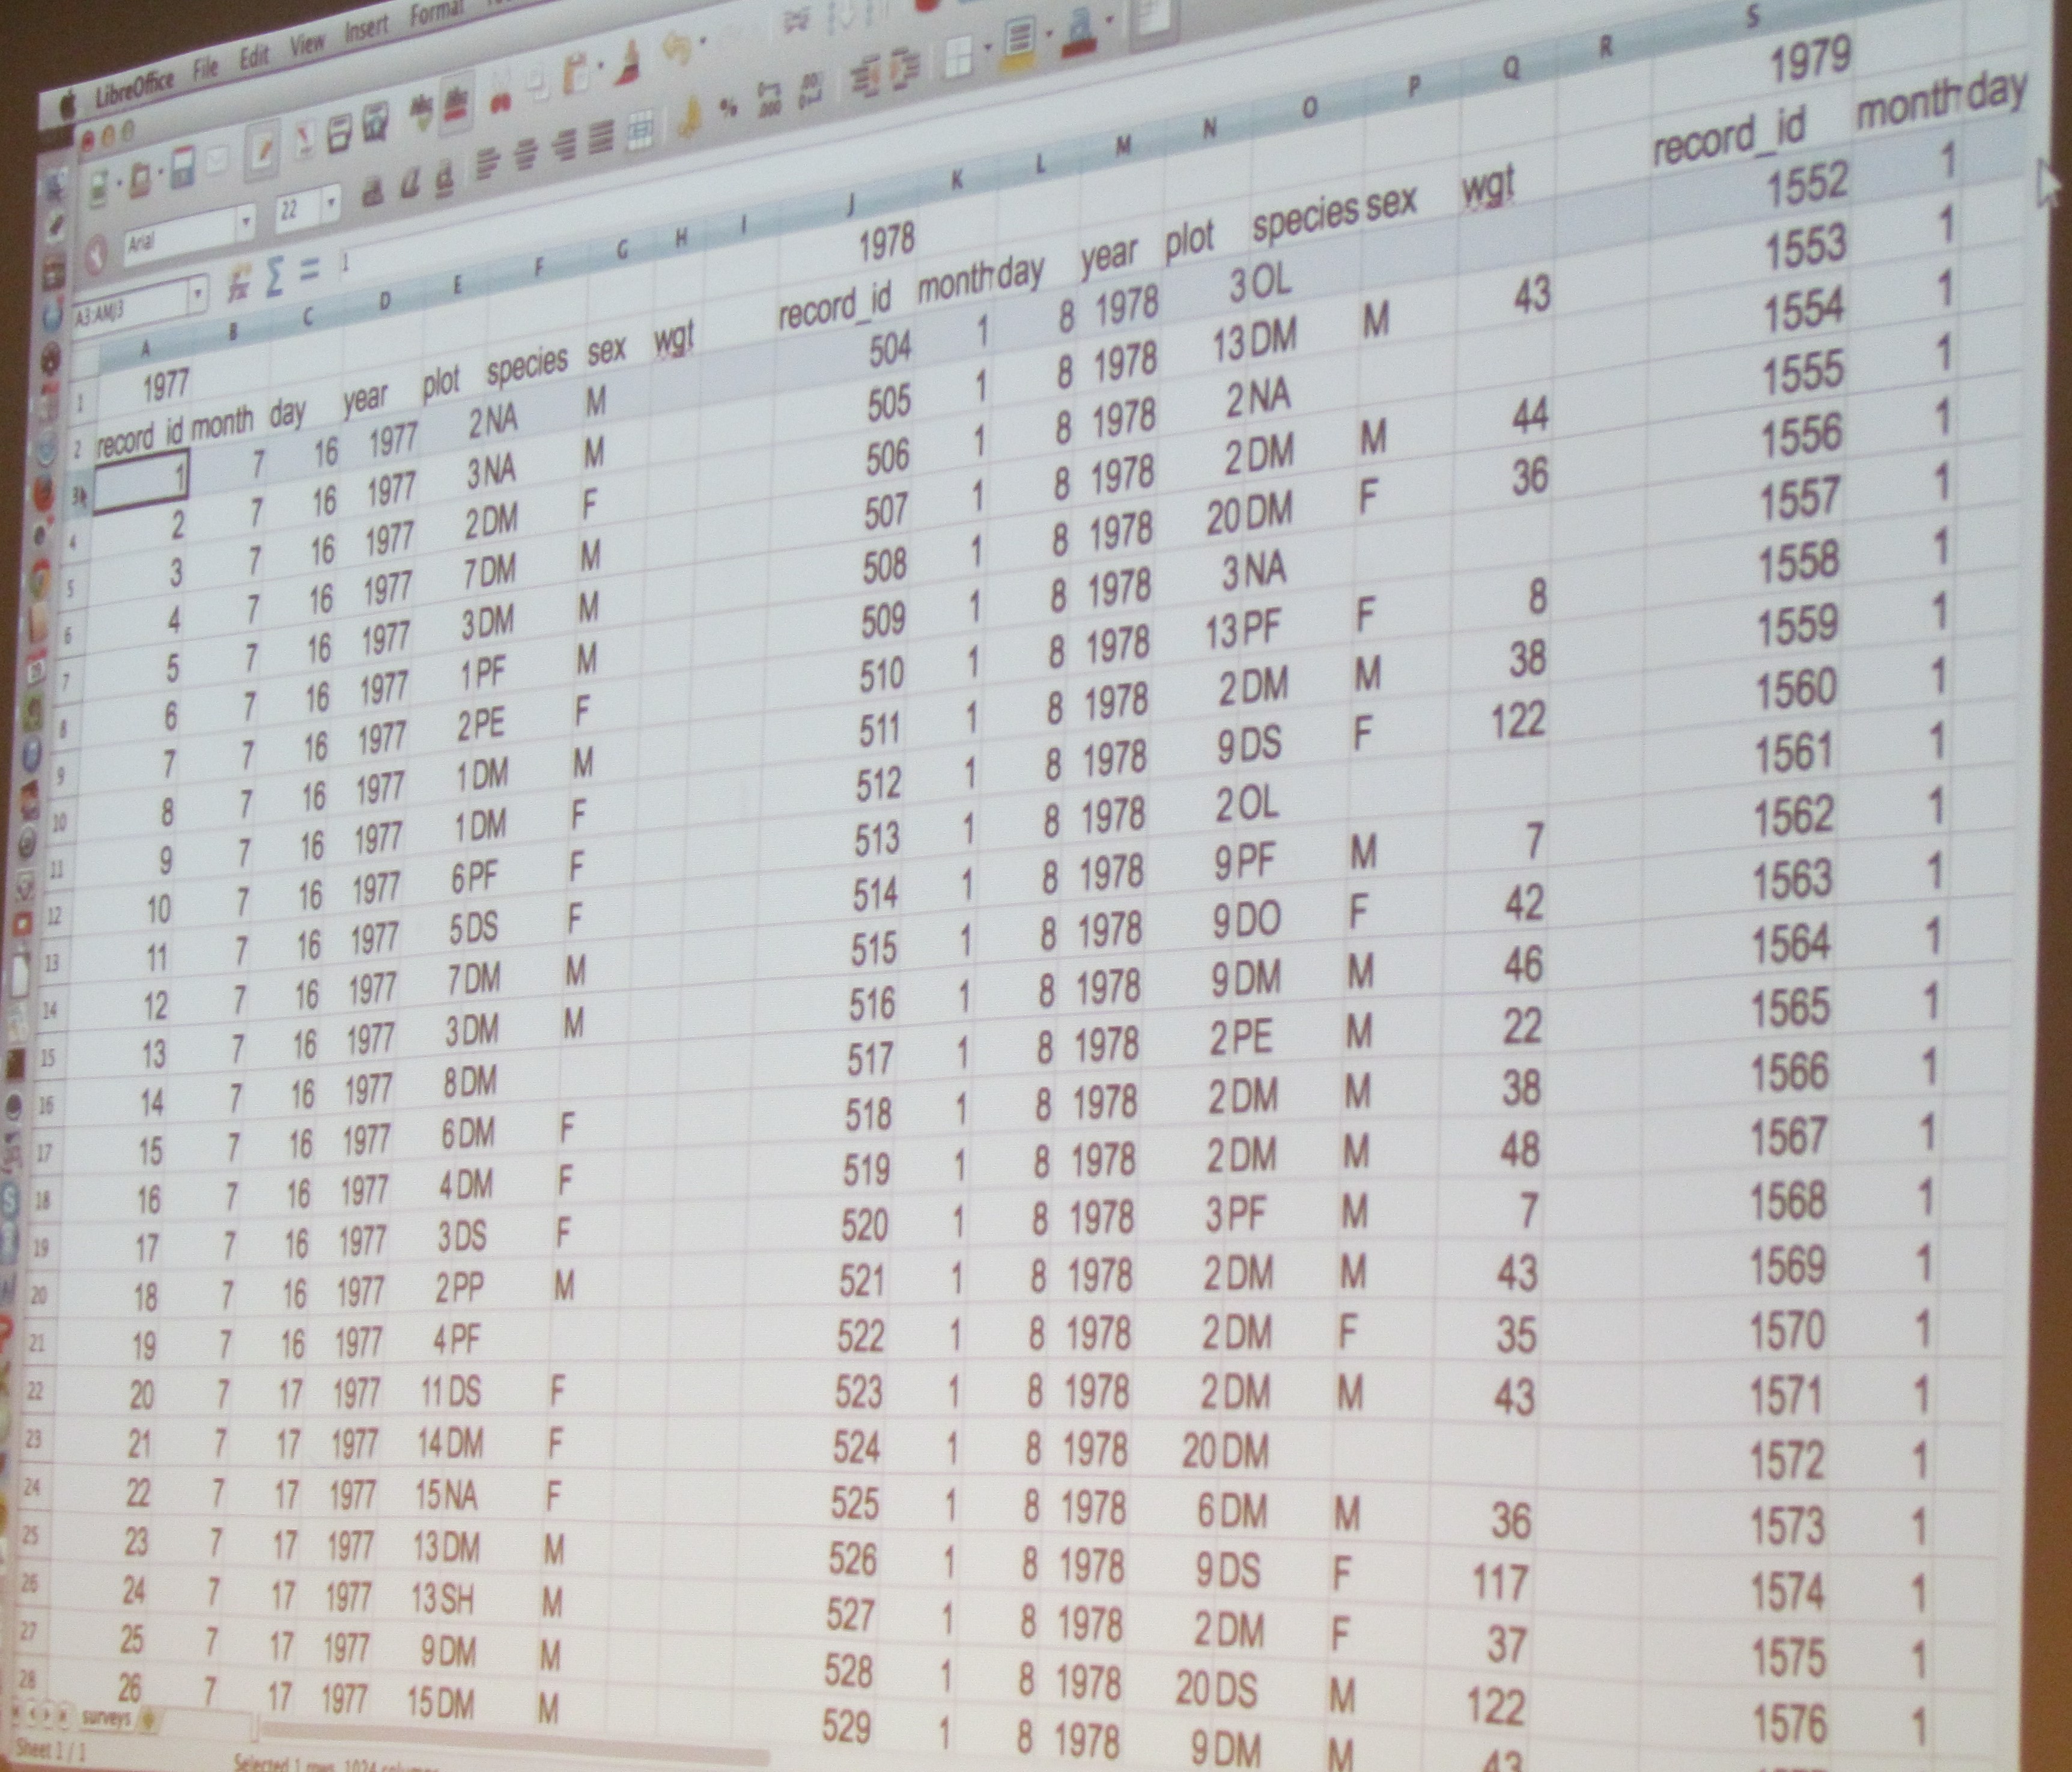 LibreOffice File Edit View Insert Format
Arial 22
A3:AMJ3 Σ = 1
A B C D E F G H I J K L M N O P Q R S
1 1977 1978 1979
2 record_id month day year plot species sex wgt record_id month day year plot species sex wgt record_id month day
3 1 7 16 1977 2 NA M 504 1 8 1978 3 OL 1552 1
4 2 7 16 1977 3 NA M 505 1 8 1978 13 DM M 43 1553 1
5 3 7 16 1977 2 DM F 506 1 8 1978 2 NA 1554 1
6 4 7 16 1977 7 DM M 507 1 8 1978 2 DM M 44 1555 1
7 5 7 16 1977 3 DM M 508 1 8 1978 20 DM F 36 1556 1
8 6 7 16 1977 1 PF M 509 1 8 1978 3 NA 1557 1
9 7 7 16 1977 2 PE F 510 1 8 1978 13 PF F 8 1558 1
10 8 7 16 1977 1 DM M 511 1 8 1978 2 DM M 38 1559 1
11 9 7 16 1977 1 DM F 512 1 8 1978 9 DS F 122 1560 1
12 10 7 16 1977 6 PF F 513 1 8 1978 2 OL 1561 1
13 11 7 16 1977 5 DS F 514 1 8 1978 9 PF M 7 1562 1
14 12 7 16 1977 7 DM M 515 1 8 1978 9 DO F 42 1563 1
15 13 7 16 1977 3 DM M 516 1 8 1978 9 DM M 46 1564 1
16 14 7 16 1977 8 DM 517 1 8 1978 2 PE M 22 1565 1
17 15 7 16 1977 6 DM F 518 1 8 1978 2 DM M 38 1566 1
18 16 7 16 1977 4 DM F 519 1 8 1978 2 DM M 48 1567 1
19 17 7 16 1977 3 DS F 520 1 8 1978 3 PF M 7 1568 1
20 18 7 16 1977 2 PP M 521 1 8 1978 2 DM M 43 1569 1
21 19 7 16 1977 4 PF 522 1 8 1978 2 DM F 35 1570 1
22 20 7 17 1977 11 DS F 523 1 8 1978 2 DM M 43 1571 1
23 21 7 17 1977 14 DM F 524 1 8 1978 20 DM 1572 1
24 22 7 17 1977 15 NA F 525 1 8 1978 6 DM M 36 1573 1
25 23 7 17 1977 13 DM M 526 1 8 1978 9 DS F 117 1574 1
26 24 7 17 1977 13 SH M 527 1 8 1978 2 DM F 37 1575 1
27 25 7 17 1977 9 DM M 528 1 8 1978 20 DS M 122 1576 1
28 26 7 17 1977 15 DM M 529 1 8 1978 9 DM M 43
surveys
Sheet 1 / 1 Selected 1 rows, 1024 columns